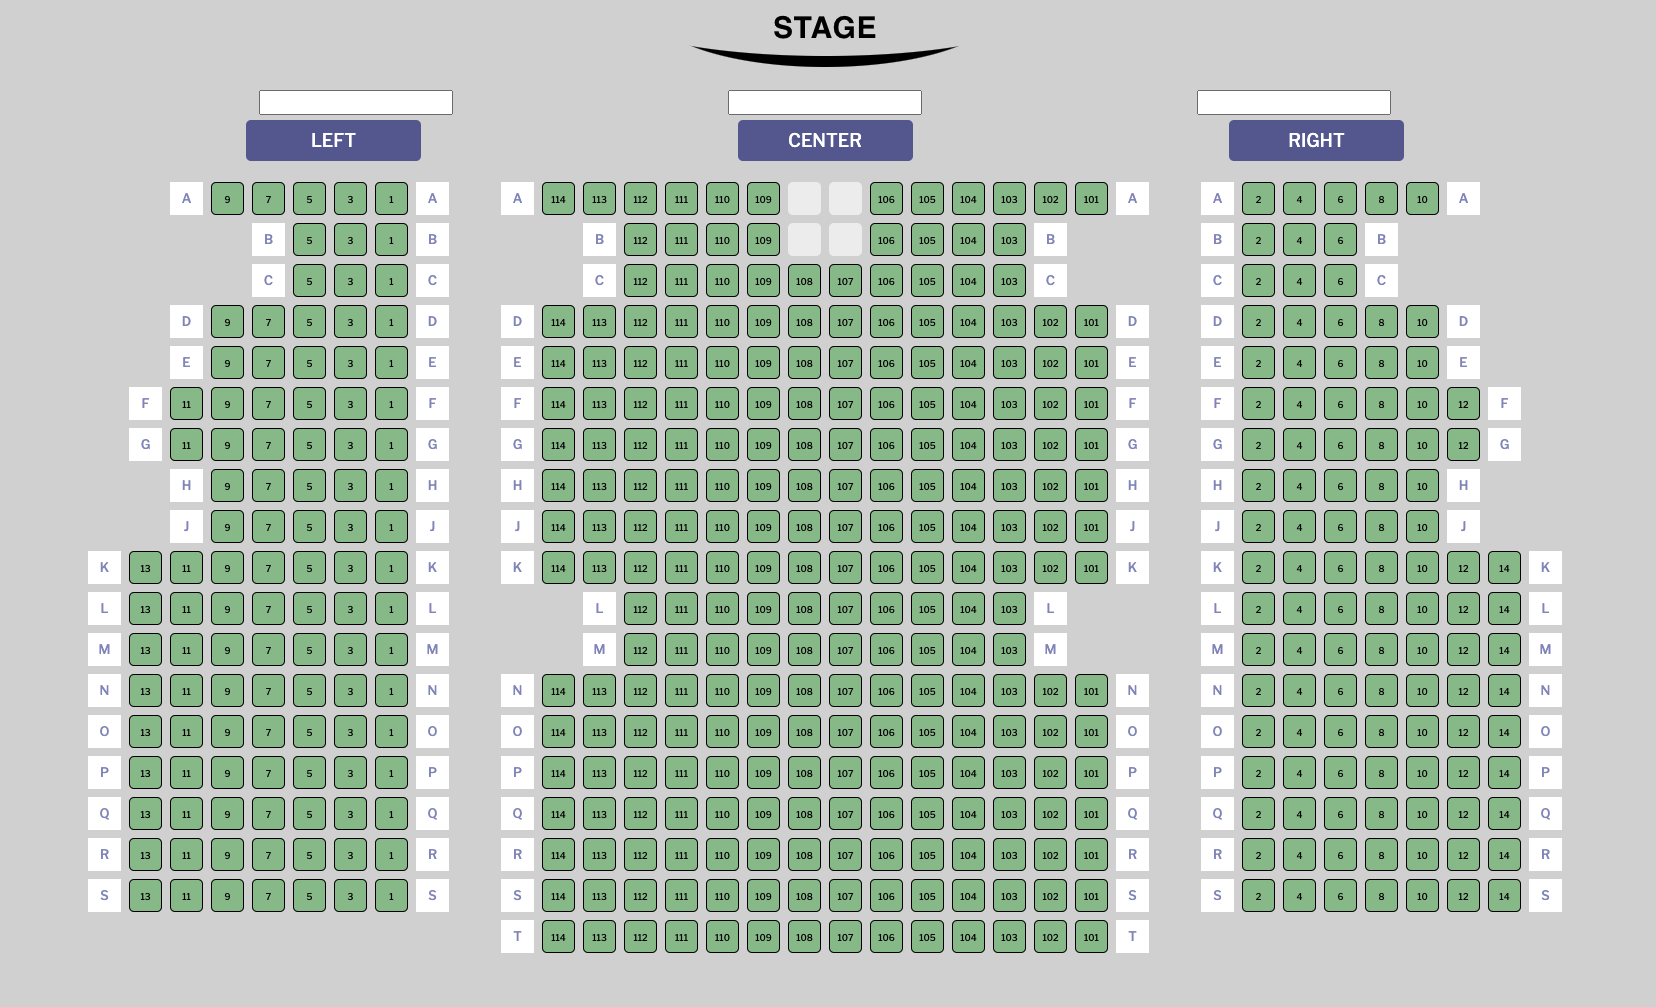 STAGE
LEFT CENTER RIGHT
A 9 7 5 3 1 A A 114 113 112 111 110 109 106 105 104 103 102 101 A A 2 4 6 8 10 A
B 5 3 1 B B 112 111 110 109 106 105 104 103 B B 2 4 6 B
C 5 3 1 C C 112 111 110 109 108 107 106 105 104 103 C C 2 4 6 C
D 9 7 5 3 1 D D 114 113 112 111 110 109 108 107 106 105 104 103 102 101 D D 2 4 6 8 10 D
E 9 7 5 3 1 E E 114 113 112 111 110 109 108 107 106 105 104 103 102 101 E E 2 4 6 8 10 E
F 11 9 7 5 3 1 F F 114 113 112 111 110 109 108 107 106 105 104 103 102 101 F F 2 4 6 8 10 12 F
G 11 9 7 5 3 1 G G 114 113 112 111 110 109 108 107 106 105 104 103 102 101 G G 2 4 6 8 10 12 G
H 9 7 5 3 1 H H 114 113 112 111 110 109 108 107 106 105 104 103 102 101 H H 2 4 6 8 10 H
J 9 7 5 3 1 J J 114 113 112 111 110 109 108 107 106 105 104 103 102 101 J J 2 4 6 8 10 J
K 13 11 9 7 5 3 1 K K 114 113 112 111 110 109 108 107 106 105 104 103 102 101 K K 2 4 6 8 10 12 14 K
L 13 11 9 7 5 3 1 L L 112 111 110 109 108 107 106 105 104 103 L L 2 4 6 8 10 12 14 L
M 13 11 9 7 5 3 1 M M 112 111 110 109 108 107 106 105 104 103 M M 2 4 6 8 10 12 14 M
N 13 11 9 7 5 3 1 N N 114 113 112 111 110 109 108 107 106 105 104 103 102 101 N N 2 4 6 8 10 12 14 N
O 13 11 9 7 5 3 1 O O 114 113 112 111 110 109 108 107 106 105 104 103 102 101 O O 2 4 6 8 10 12 14 O
P 13 11 9 7 5 3 1 P P 114 113 112 111 110 109 108 107 106 105 104 103 102 101 P P 2 4 6 8 10 12 14 P
Q 13 11 9 7 5 3 1 Q Q 114 113 112 111 110 109 108 107 106 105 104 103 102 101 Q Q 2 4 6 8 10 12 14 Q
R 13 11 9 7 5 3 1 R R 114 113 112 111 110 109 108 107 106 105 104 103 102 101 R R 2 4 6 8 10 12 14 R
S 13 11 9 7 5 3 1 S S 114 113 112 111 110 109 108 107 106 105 104 103 102 101 S S 2 4 6 8 10 12 14 S
T 114 113 112 111 110 109 108 107 106 105 104 103 102 101 T